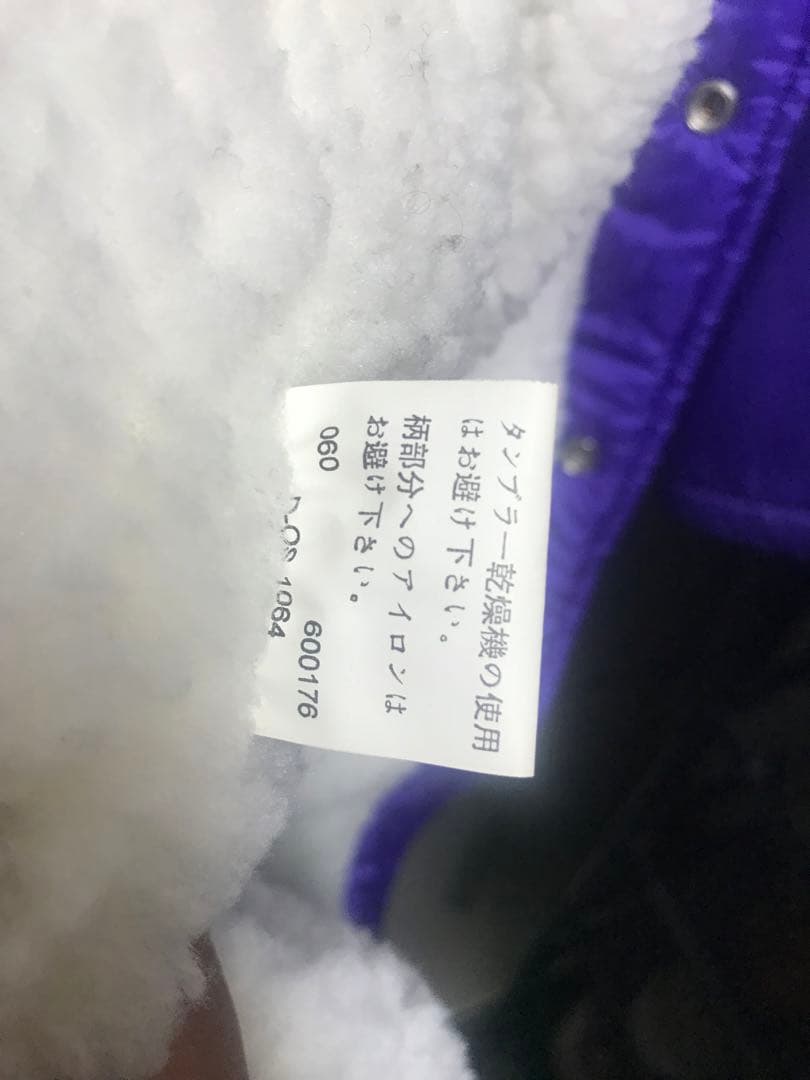 タンブラー乾燥機の使用
はお避け下さい。
柄部分へのアイロンは
お避け下さい。
060
600176
1064